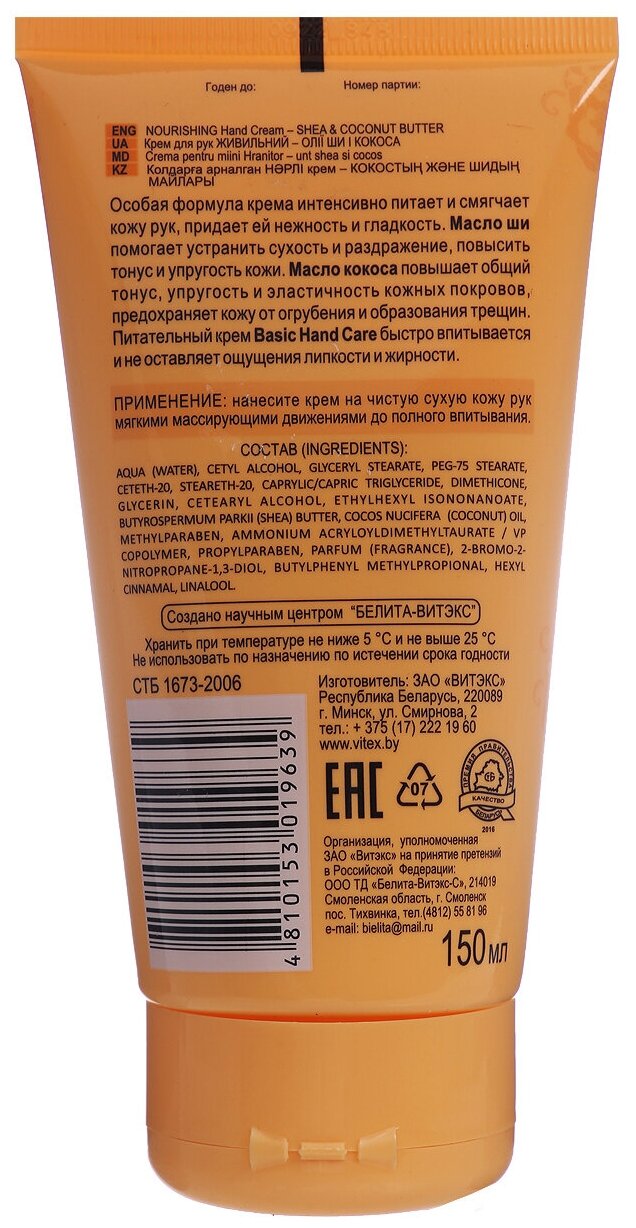 Годен до: Номер партии:
ENG NOURISHING Hand Cream – SHEA & COCONUT BUTTER
UA Крем для рук ЖИВИЛЬНИЙ – ОЛІЇ ШИ І КОКОСА
MD Crema pentru miini Hranitor – unt shea si cocos
KZ Колдарға арналган НӘРЛІ крем – КОКОСТЫҢ ЖӘНЕ ШИДЫҢ
МАЙЛАРЫ
Особая формула крема интенсивно питает и смягчает
кожу рук, придает ей нежность и гладкость. Масло ши
помогает устранить сухость и раздражение, повысить
тонус и упругость кожи. Масло кокоса повышает общий
тонус, упругость и эластичность кожных покровов,
предохраняет кожу от огрубения и образования трещин.
Питательный крем Basic Hand Care быстро впитывается
и не оставляет ощущения липкости и жирности.
ПРИМЕНЕНИЕ: нанесите крем на чистую сухую кожу рук
мягкими массирующими движениями до полного впитывания.
СОСТАВ (INGREDIENTS):
AQUA (WATER), CETYL ALCOHOL, GLYCERYL STEARATE, PEG-75 STEARATE,
CETETH-20, STEARETH-20, CAPRYLIC/CAPRIC TRIGLYCERIDE, DIMETHICONE,
GLYCERIN, CETEARYL ALCOHOL, ETHYLHEXYL ISONONANOATE,
BUTYROSPERMUM PARKII (SHEA) BUTTER, COCOS NUCIFERA (COCONUT) OIL,
METHYLPARABEN, AMMONIUM ACRYLOYLDIMETHYLTAURATE / VP
COPOLYMER, PROPYLPARABEN, PARFUM (FRAGRANCE), 2-BROMO-2-
NITROPROPANE-1,3-DIOL, BUTYLPHENYL METHYLPROPIONAL, HEXYL
CINNAMAL, LINALOOL.
Создано научным центром "БЕЛИТА-ВИТЭКС"
Хранить при температуре не ниже 5 °С и не выше 25 °С
Не использовать по назначению по истечении срока годности
СТБ 1673-2006
4 810153 019639
Изготовитель: ЗАО «ВИТЭКС»
Республика Беларусь, 220089
г. Минск, ул. Смирнова, 2
тел.: + 375 (17) 222 19 60
www.vitex.by
EAC
07
ПРЕМИЯ ПРАВИТЕЛЬСТВА
КАЧЕСТВО
БЕЛАРУСЬ
2016
Организация, уполномоченная
ЗАО «Витэкс» на принятие претензий
в Российской Федерации:
ООО ТД «Белита-Витэкс-С», 214019
Смоленская область, г. Смоленск
пос. Тихвинка, тел.(4812) 55 81 96
e-mail: bielita@mail.ru
150 мл